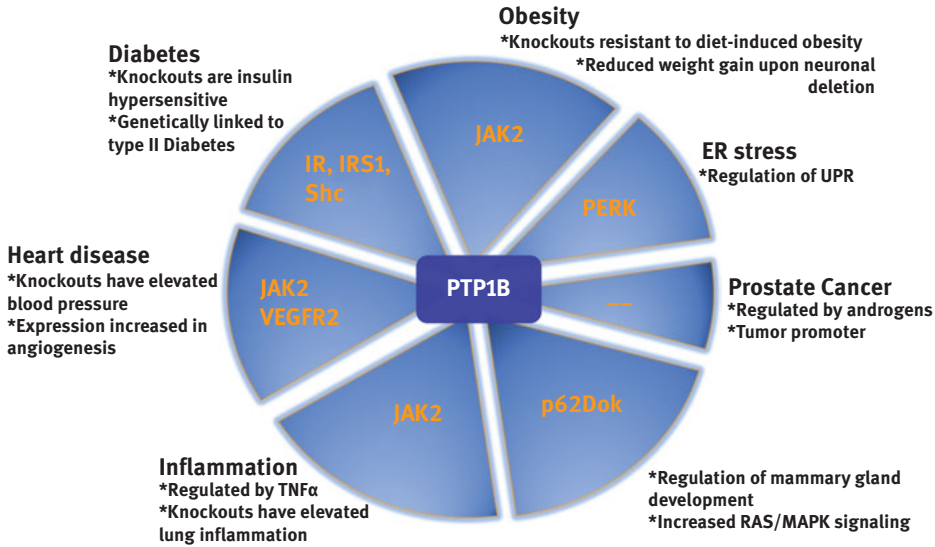 Obesity
*Knockouts resistant to diet-induced obesity
*Reduced weight gain upon neuronal
deletion
Diabetes
*Knockouts are insulin
hypersensitive
*Genetically linked to
type II Diabetes
JAK2
IR, IRS1,
Shc
ER stress
*Regulation of UPR
PERK
Heart disease
*Knockouts have elevated
blood pressure
*Expression increased in
angiogenesis
JAK2
VEGFR2
PTP1B
—
Prostate Cancer
*Regulated by androgens
*Tumor promoter
JAK2
p62Dok
Inflammation
*Regulated by TNFα
*Knockouts have elevated
lung inflammation
*Regulation of mammary gland
development
*Increased RAS/MAPK signaling